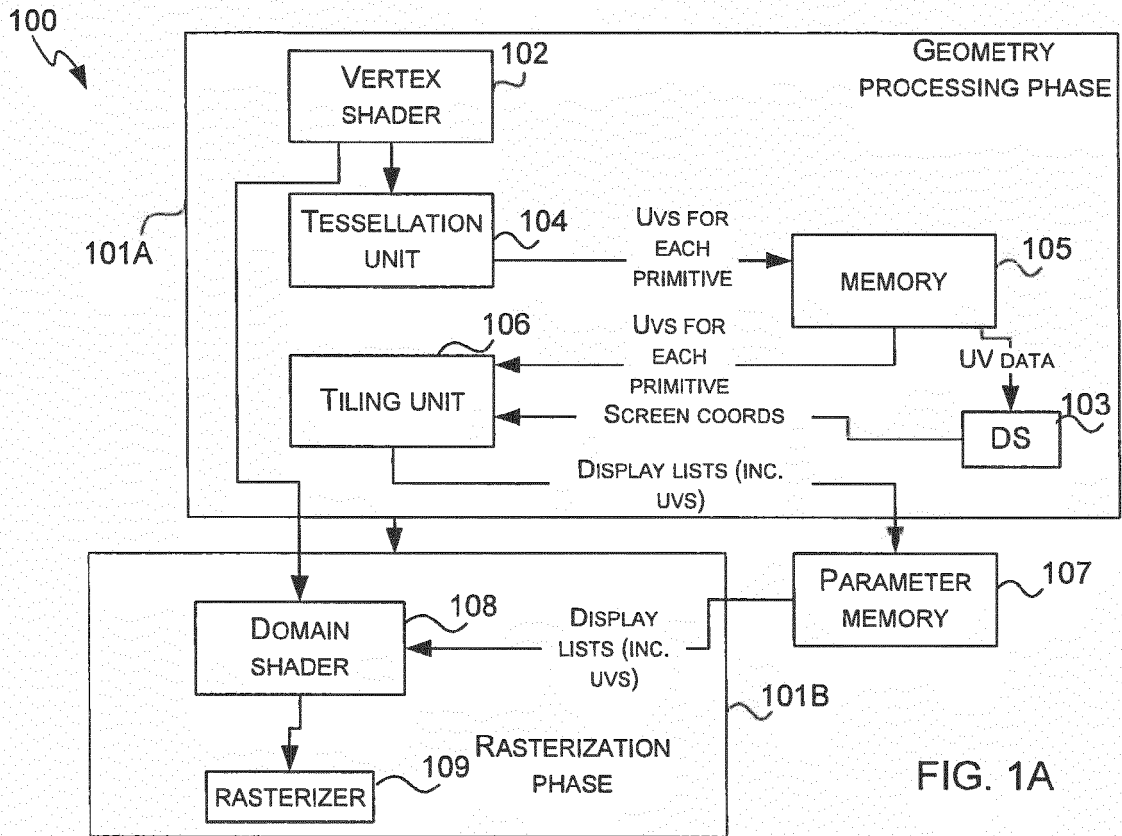 100
GEOMETRY
PROCESSING PHASE
VERTEX
SHADER
102
101A
TESSELLATION
UNIT
104
UVS FOR
EACH
PRIMITIVE
MEMORY
105
106
UVS FOR
EACH
PRIMITIVE
UV DATA
TILING UNIT
SCREEN COORDS
DS
103
DISPLAY LISTS (INC.
UVS)
DOMAIN
SHADER
108
DISPLAY
LISTS (INC.
UVS)
PARAMETER
MEMORY
107
101B
RASTERIZATION
PHASE
RASTERIZER
109
FIG. 1A